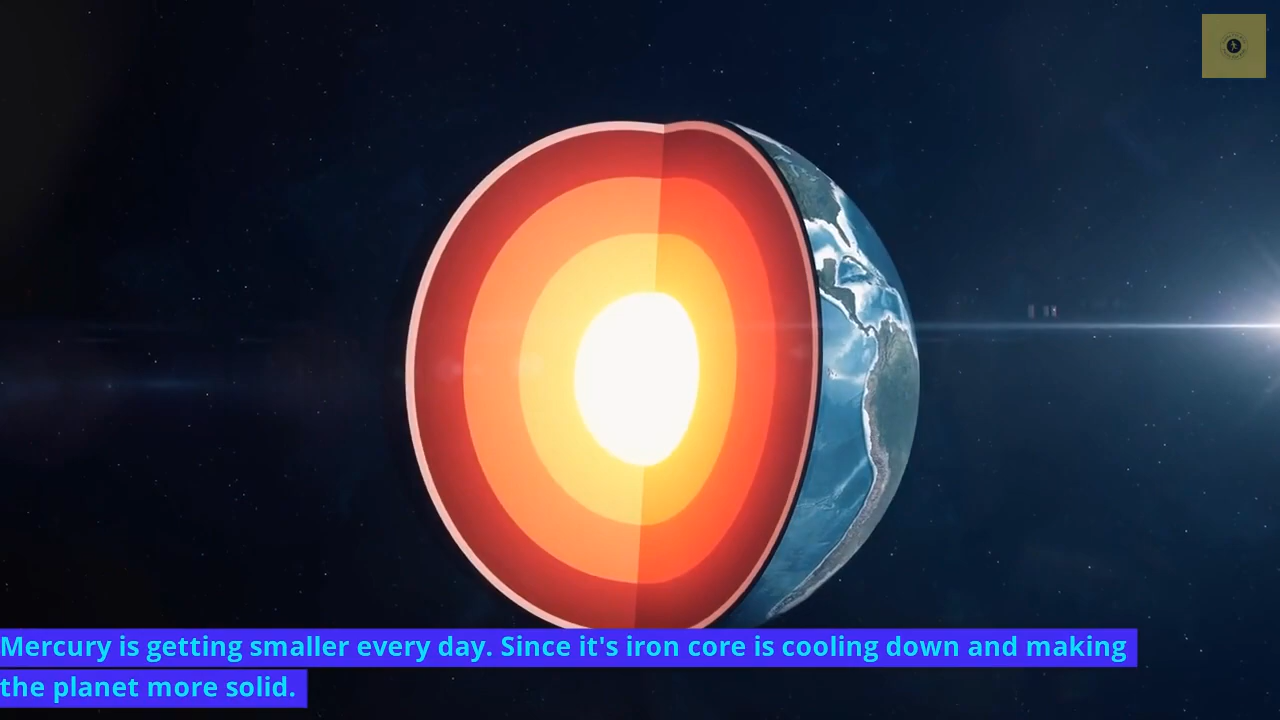 Mercury is getting smaller every day. Since it's iron core is cooling down and making
the planet more solid.